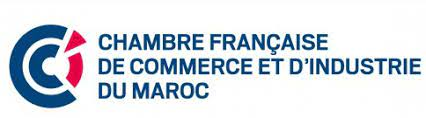 CHAMBRE FRANÇAISE
DE COMMERCE ET D'INDUSTRIE
DU MAROC